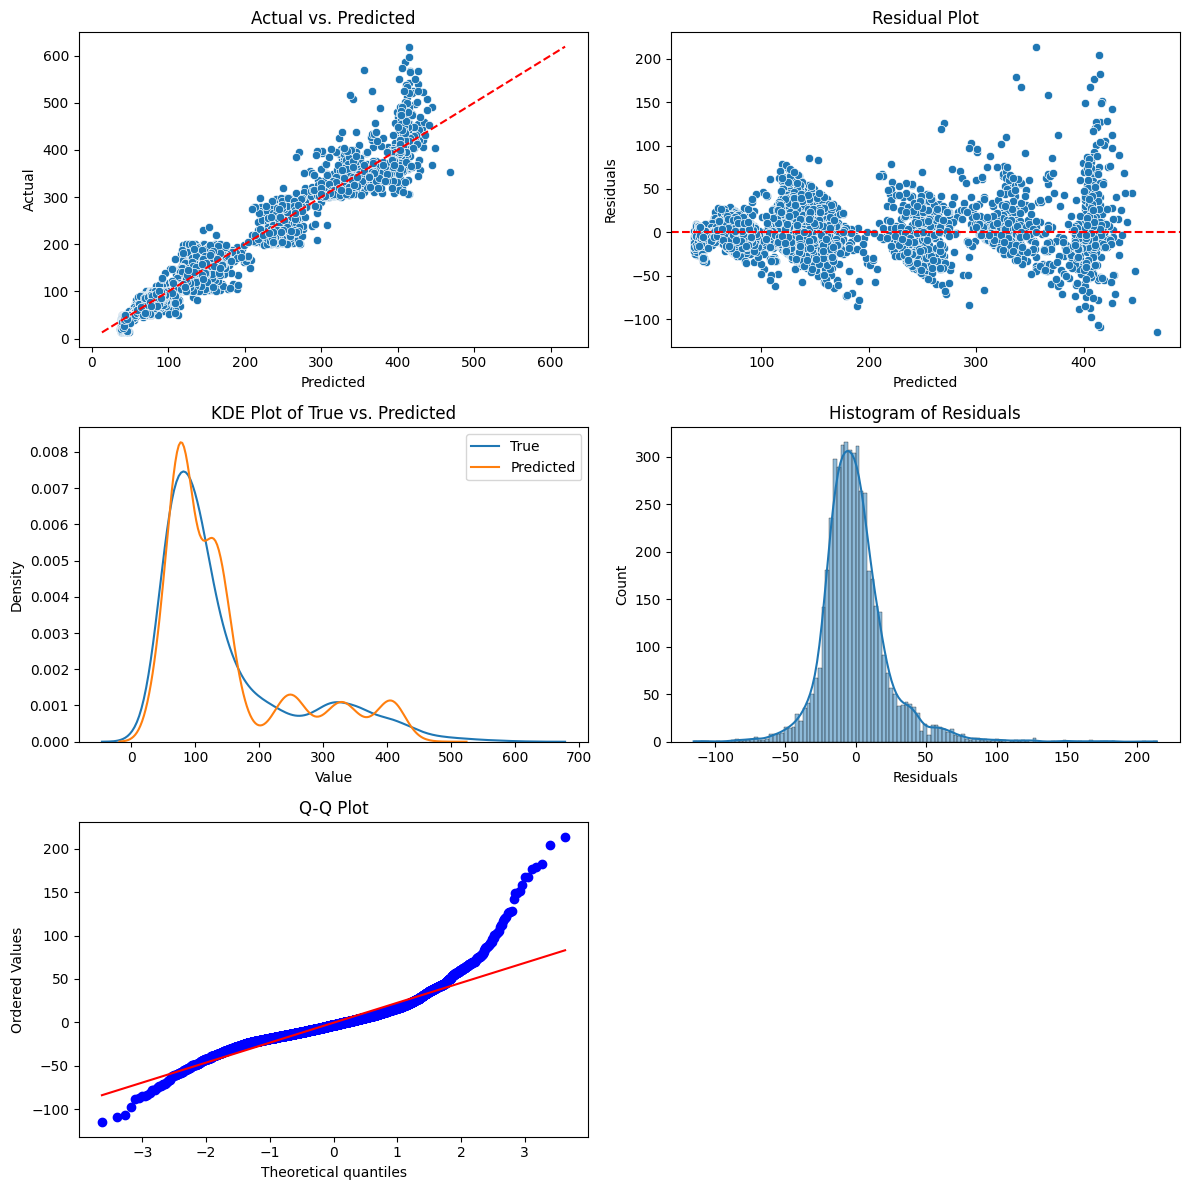 Actual vs. Predicted
600
500
400
300
200
100
0
Actual
0 100 200 300 400 500 600
Predicted
Residual Plot
200
150
100
50
0
−50
−100
Residuals
100 200 300 400
Predicted
KDE Plot of True vs. Predicted
True
Predicted
0.008
0.007
0.006
0.005
0.004
0.003
0.002
0.001
0.000
Density
0 100 200 300 400 500 600 700
Value
Histogram of Residuals
300
250
200
150
100
50
0
Count
−100 −50 0 50 100 150 200
Residuals
Q-Q Plot
200
150
100
50
0
−50
−100
Ordered Values
−3 −2 −1 0 1 2 3
Theoretical quantiles